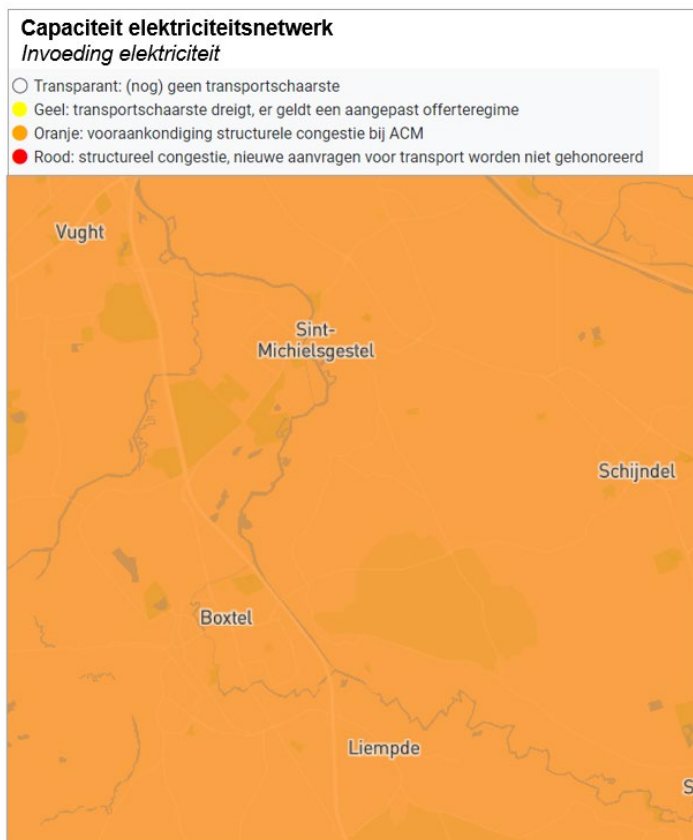 Capaciteit elektriciteitsnetwerk
Invoeding elektriciteit
Transparant: (nog) geen transportschaarste
Geel: transportschaarste dreigt, er geldt een aangepast offerteregime
Oranje: vooraankondiging structurele congestie bij ACM
Rood: structureel congestie, nieuwe aanvragen voor transport worden niet gehonoreerd
Vught
Sint-
Michielsgestel
Schijndel
Boxtel
Liempde
S